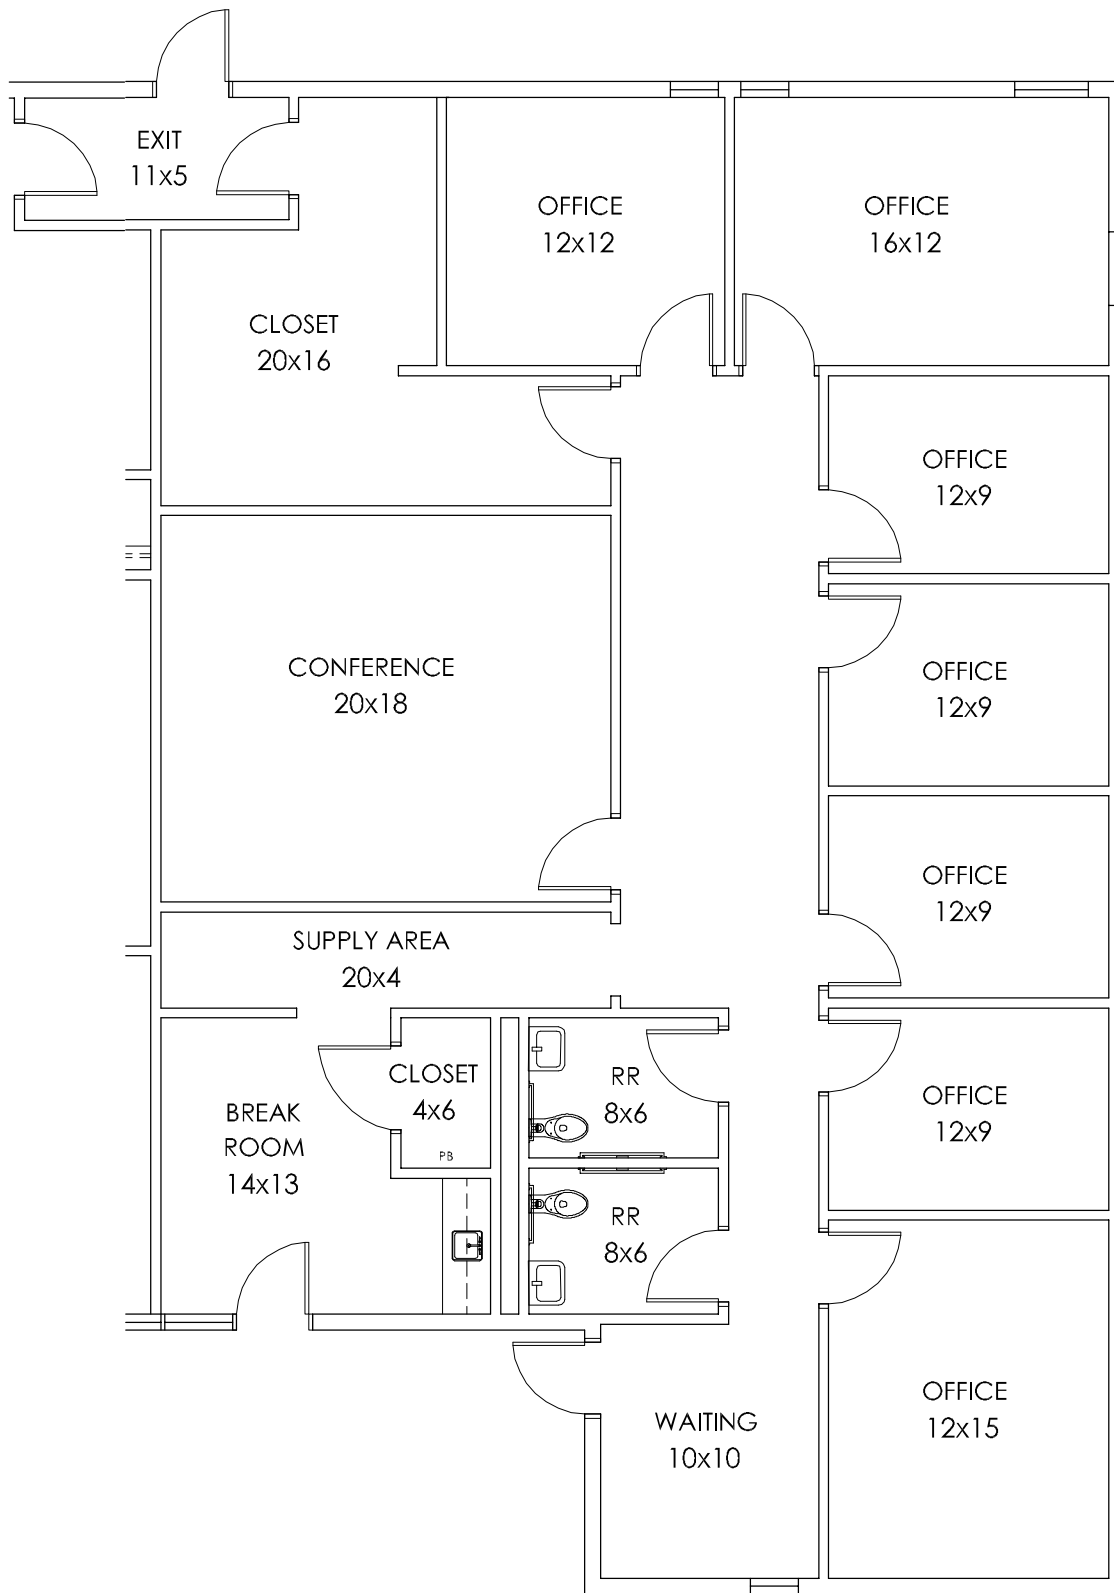 EXIT
11x5
OFFICE
12x12
OFFICE
16x12
CLOSET
20x16
OFFICE
12x9
CONFERENCE
20x18
OFFICE
12x9
OFFICE
12x9
SUPPLY AREA
20x4
CLOSET
4x6
PB
RR
8x6
OFFICE
12x9
BREAK
ROOM
14x13
RR
8x6
WAITING
10x10
OFFICE
12x15